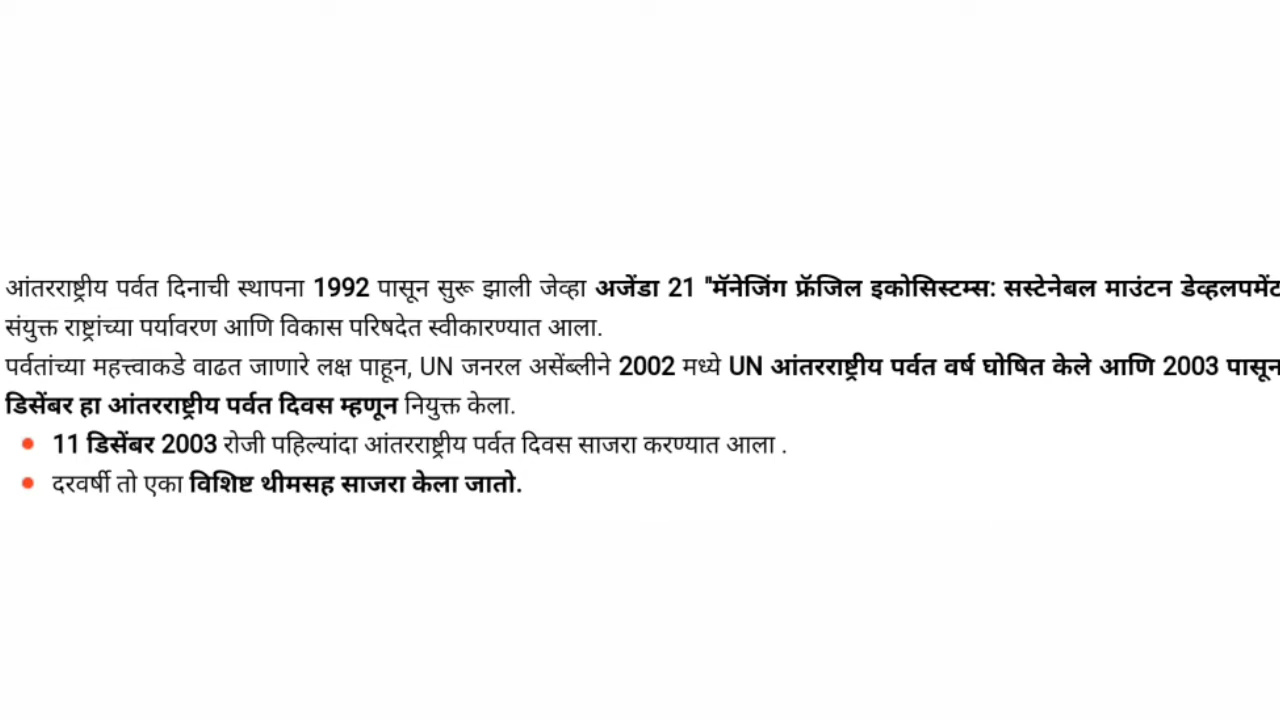 आंतरराष्ट्रीय पर्वत दिनाची स्थापना 1992 पासून सुरू झाली जेव्हा अजेंडा 21 "मॅनेजिंग फ्रॅजिल इकोसिस्टम्स: सस्टेनेबल माउंटन डेव्हलपमेंट
संयुक्त राष्ट्रांच्या पर्यावरण आणि विकास परिषदेत स्वीकारण्यात आला.
पर्वतांच्या महत्त्वाकडे वाढत जाणारे लक्ष पाहून, UN जनरल असेंब्लीने 2002 मध्ये UN आंतरराष्ट्रीय पर्वत वर्ष घोषित केले आणि 2003 पासून
डिसेंबर हा आंतरराष्ट्रीय पर्वत दिवस म्हणून नियुक्त केला.
11 डिसेंबर 2003 रोजी पहिल्यांदा आंतरराष्ट्रीय पर्वत दिवस साजरा करण्यात आला .
दरवर्षी तो एका विशिष्ट थीमसह साजरा केला जातो.